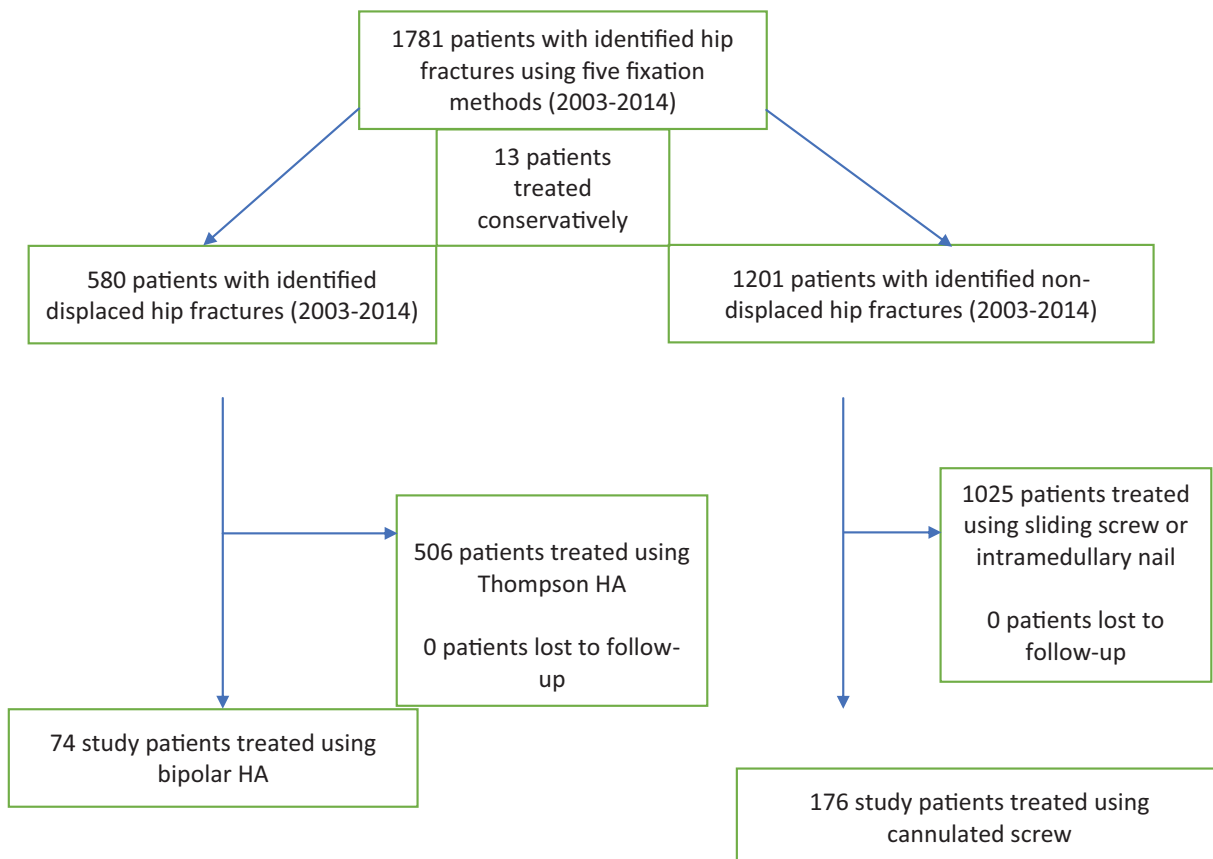 1781 patients with identified hip
fractures using five fixation
methods (2003-2014)
13 patients
treated
conservatively
580 patients with identified
displaced hip fractures (2003-2014)
1201 patients with identified non-
displaced hip fractures (2003-2014)
506 patients treated using
Thompson HA
0 patients lost to follow-
up
1025 patients treated
using sliding screw or
intramedullary nail
0 patients lost to
follow-up
74 study patients treated using
bipolar HA
176 study patients treated using
cannulated screw